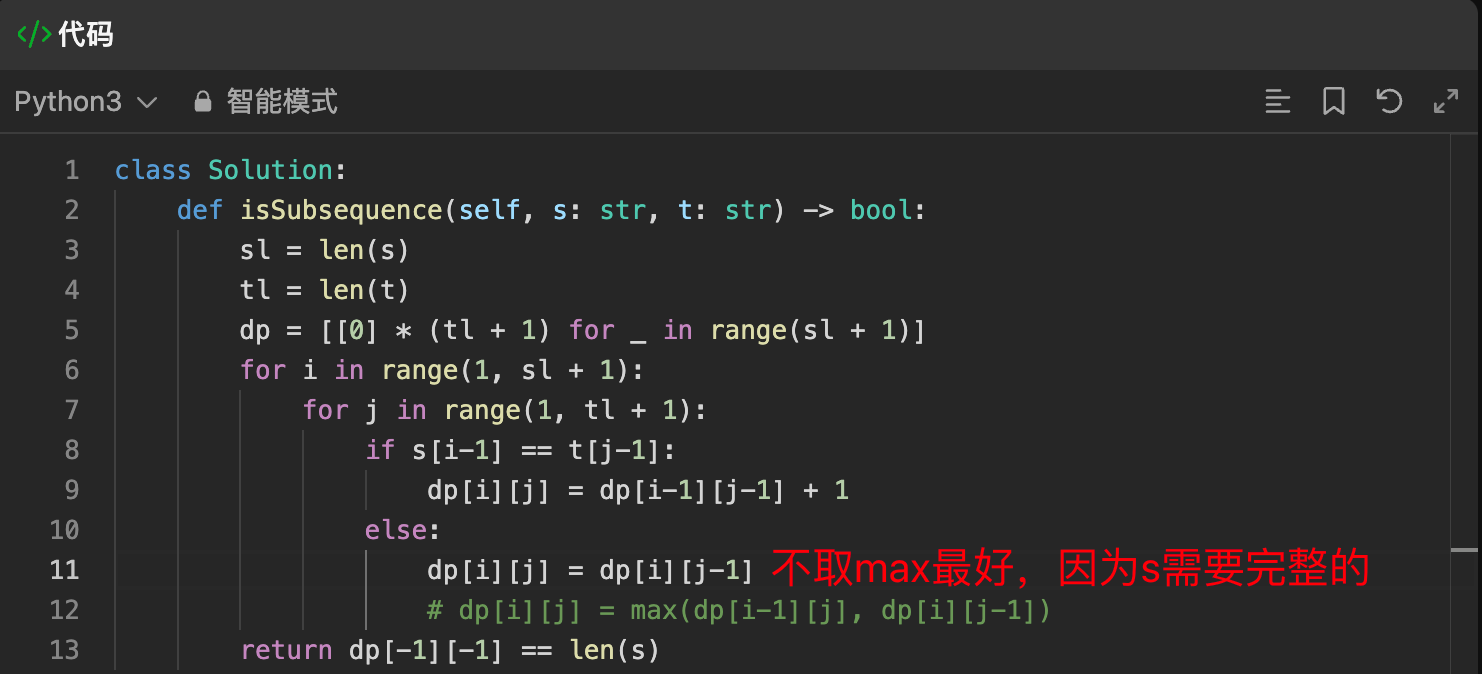 </> 代码
Python3 智能模式
1 class Solution:
2 def isSubsequence(self, s: str, t: str) -> bool:
3 sl = len(s)
4 tl = len(t)
5 dp = [[0] * (tl + 1) for _ in range(sl + 1)]
6 for i in range(1, sl + 1):
7 for j in range(1, tl + 1):
8 if s[i-1] == t[j-1]:
9 dp[i][j] = dp[i-1][j-1] + 1
10 else:
11 dp[i][j] = dp[i][j-1] 不取max最好，因为s需要完整的
12 # dp[i][j] = max(dp[i-1][j], dp[i][j-1])
13 return dp[-1][-1] == len(s)